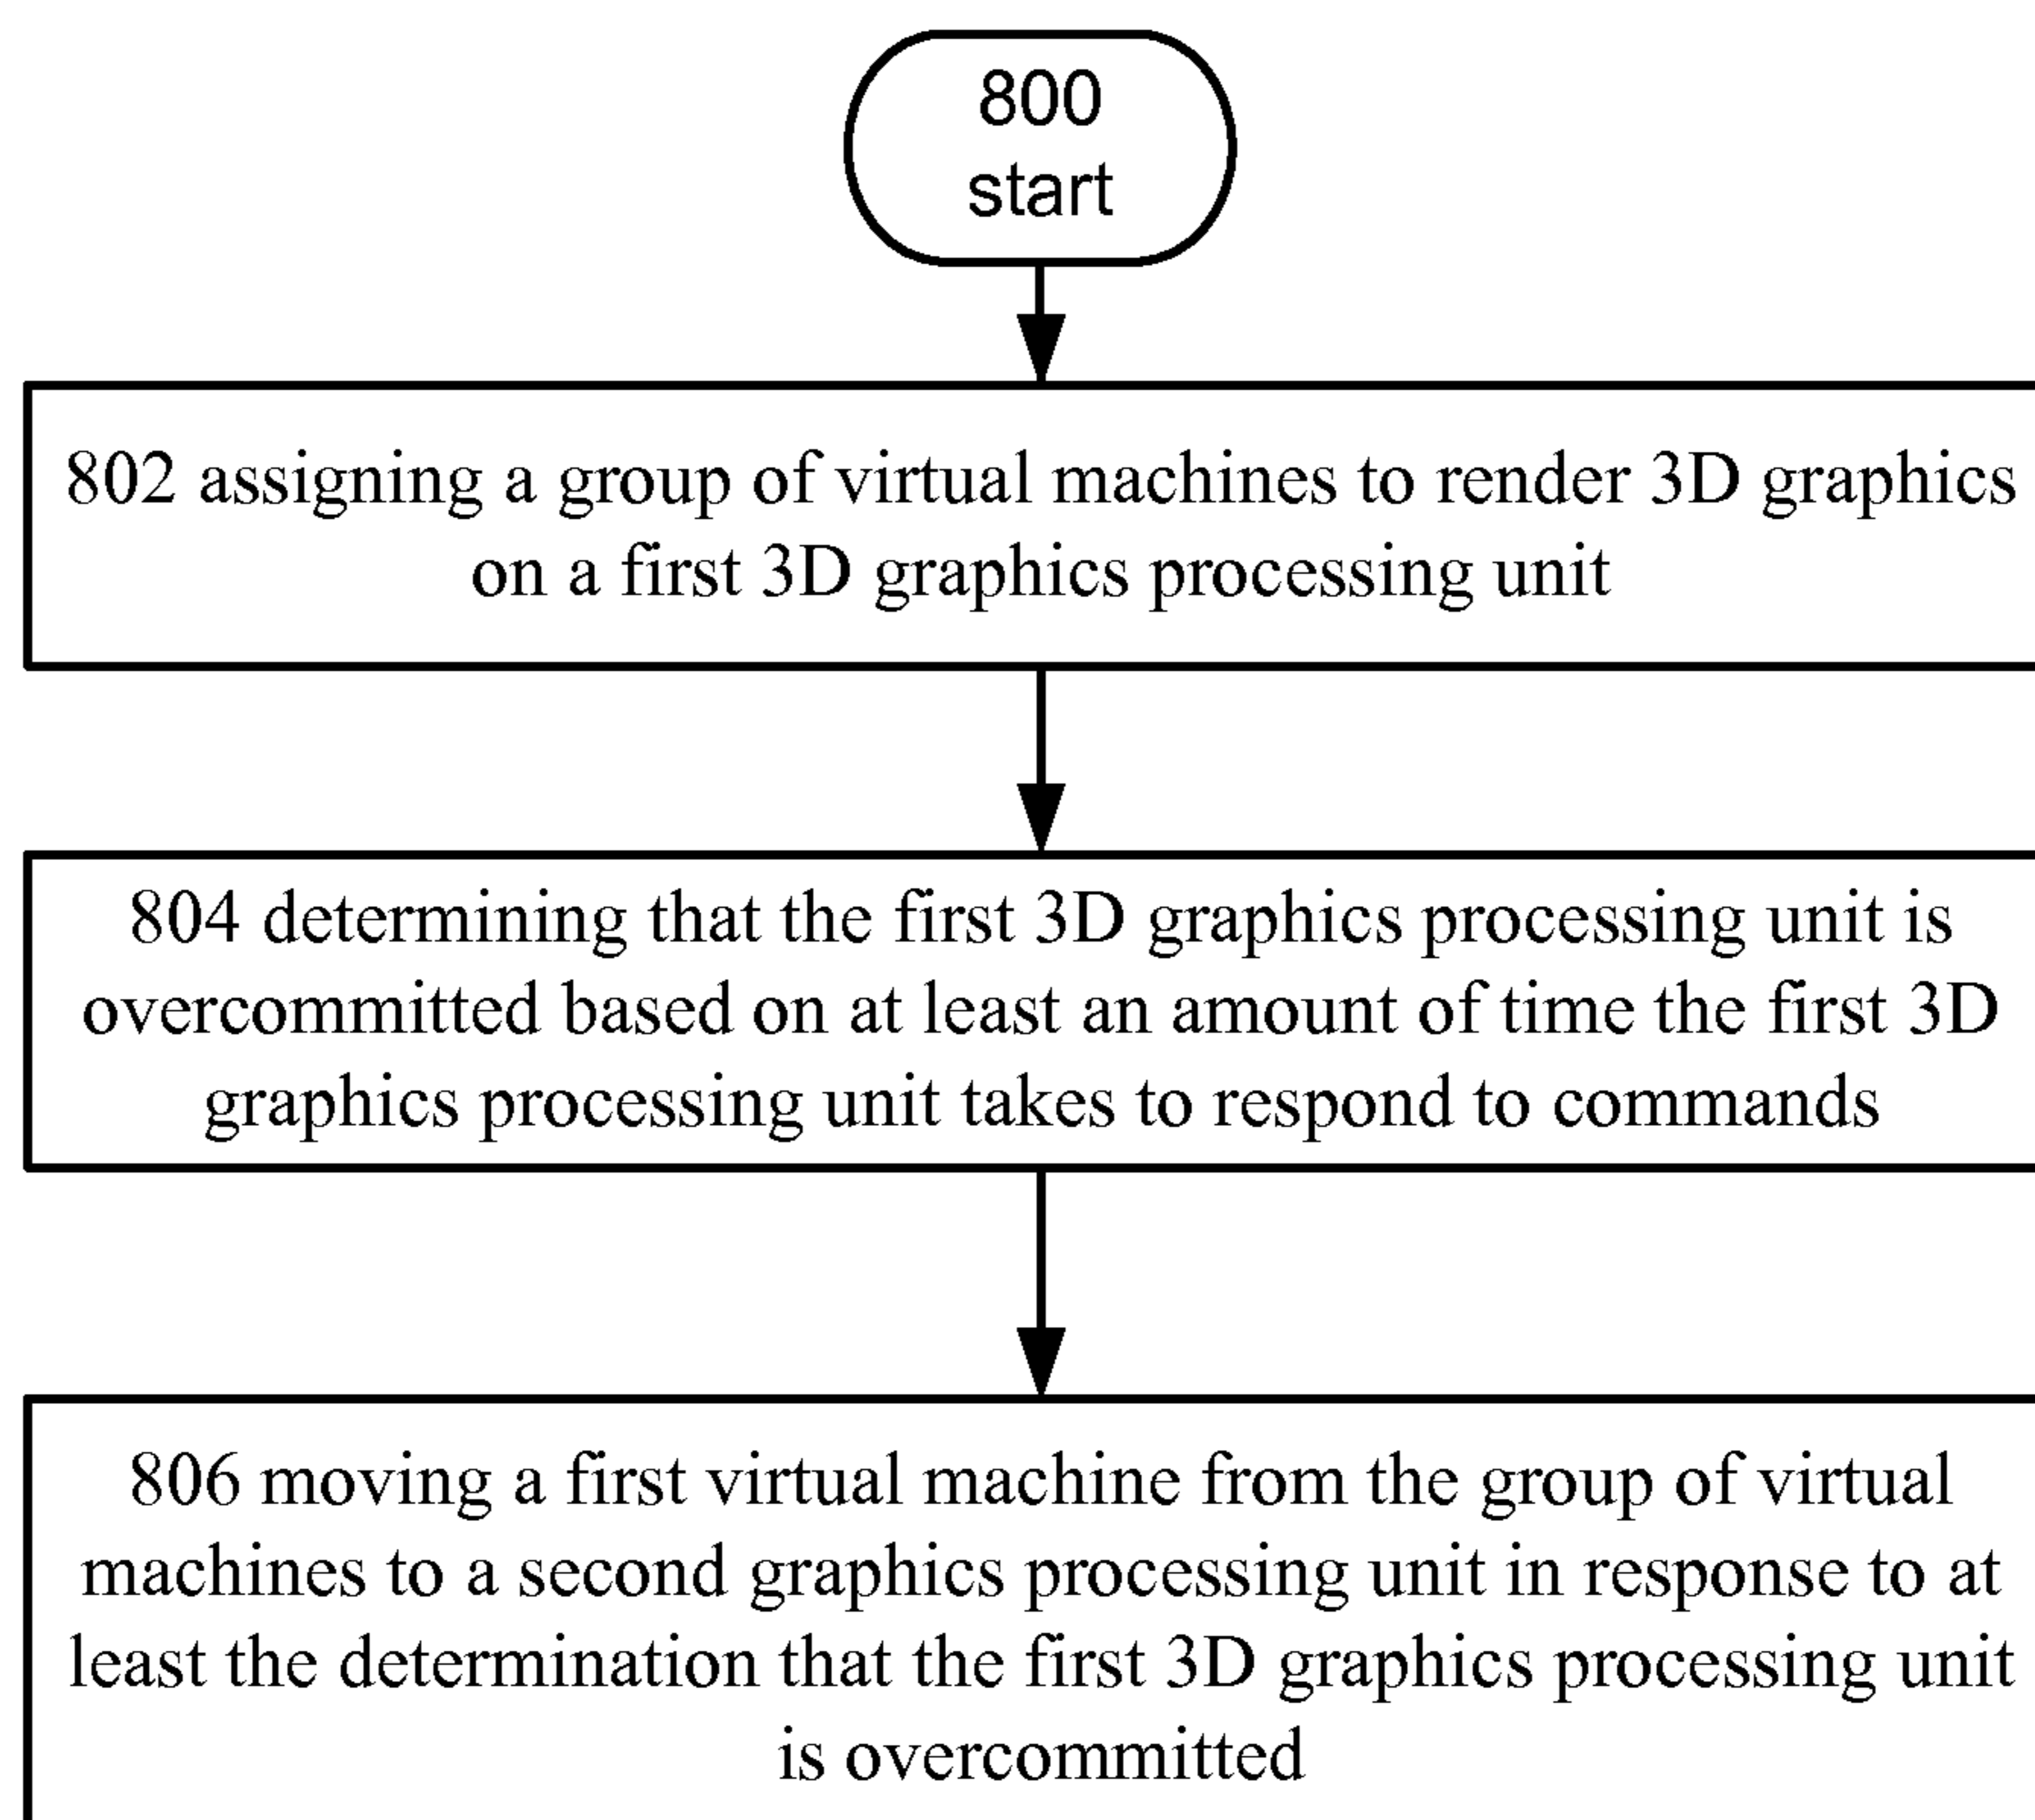 800
start
802 assigning a group of virtual machines to render 3D graphics
on a first 3D graphics processing unit
804 determining that the first 3D graphics processing unit is
overcommitted based on at least an amount of time the first 3D
graphics processing unit takes to respond to commands
806 moving a first virtual machine from the group of virtual
machines to a second graphics processing unit in response to at
least the determination that the first 3D graphics processing unit
is overcommitted